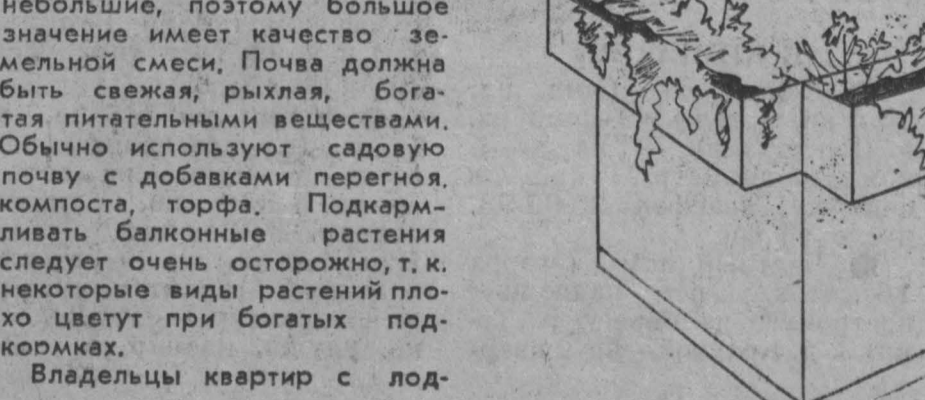 небольшие, поэтому большое
значение имеет качество зе-
мельной смеси. Почва должна
быть свежая, рыхлая, бога-
тая питательными веществами.
Обычно используют садовую
почву с добавками перегноя,
компоста, торфа. Подкарм-
ливать балконные растения
следует очень осторожно, т. к.
некоторые виды растений пло-
хо цветут при богатых под-
кормках.
Владельцы квартир с лод-